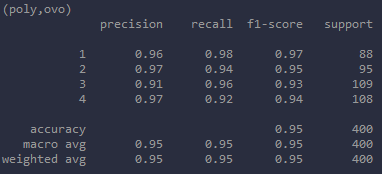 (poly,ovo)
precision recall f1-score support
1 0.96 0.98 0.97 88
2 0.97 0.94 0.95 95
3 0.91 0.96 0.93 109
4 0.97 0.92 0.94 108
accuracy 0.95 400
macro avg 0.95 0.95 0.95 400
weighted avg 0.95 0.95 0.95 400